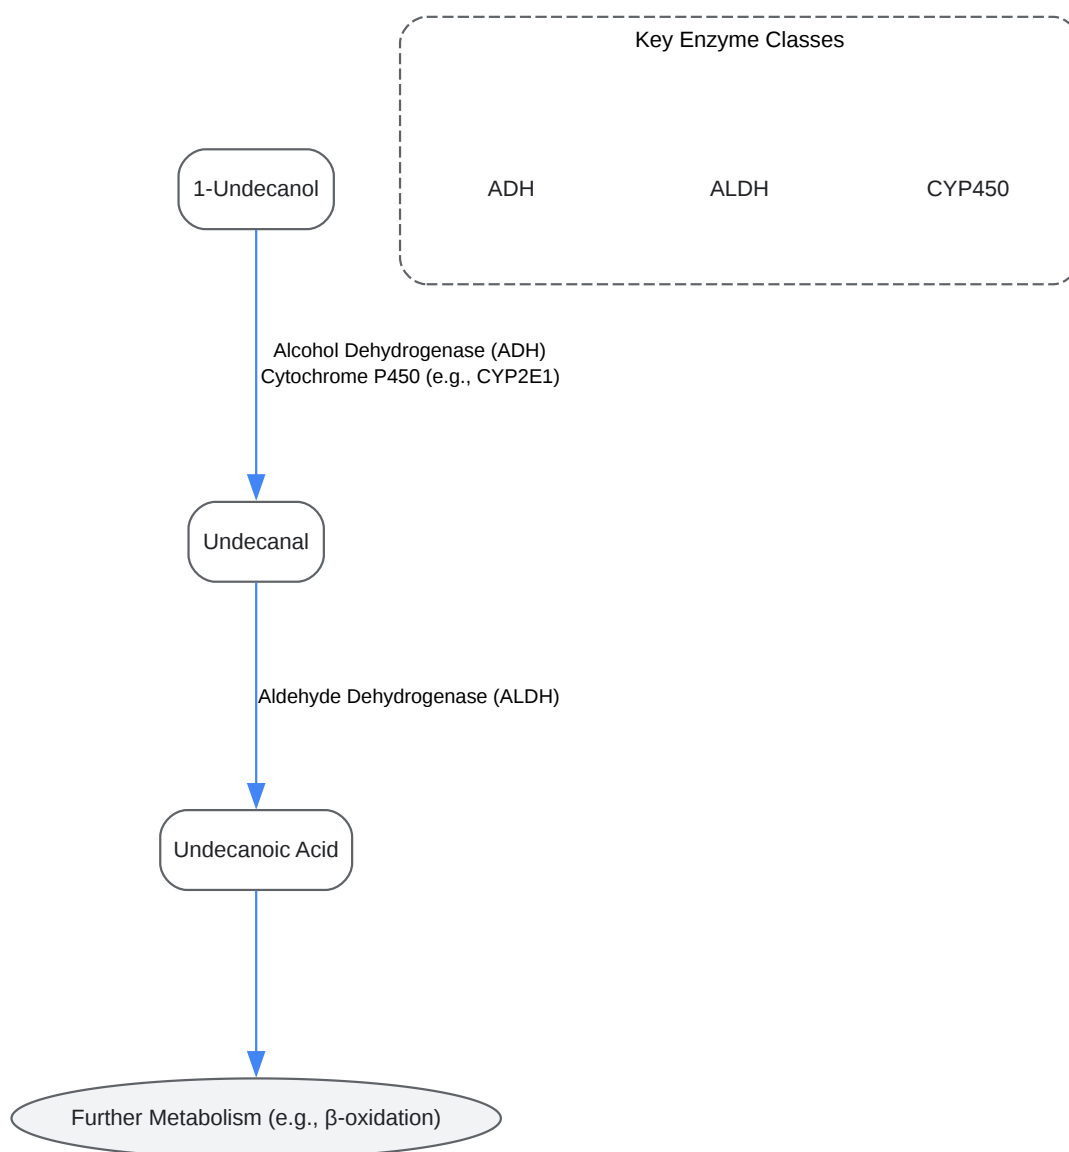 Key Enzyme Classes
1-Undecanol
ADH
ALDH
CYP450
Alcohol Dehydrogenase (ADH)
Cytochrome P450 (e.g., CYP2E1)
Undecanal
Aldehyde Dehydrogenase (ALDH)
Undecanoic Acid
Further Metabolism (e.g., β-oxidation)